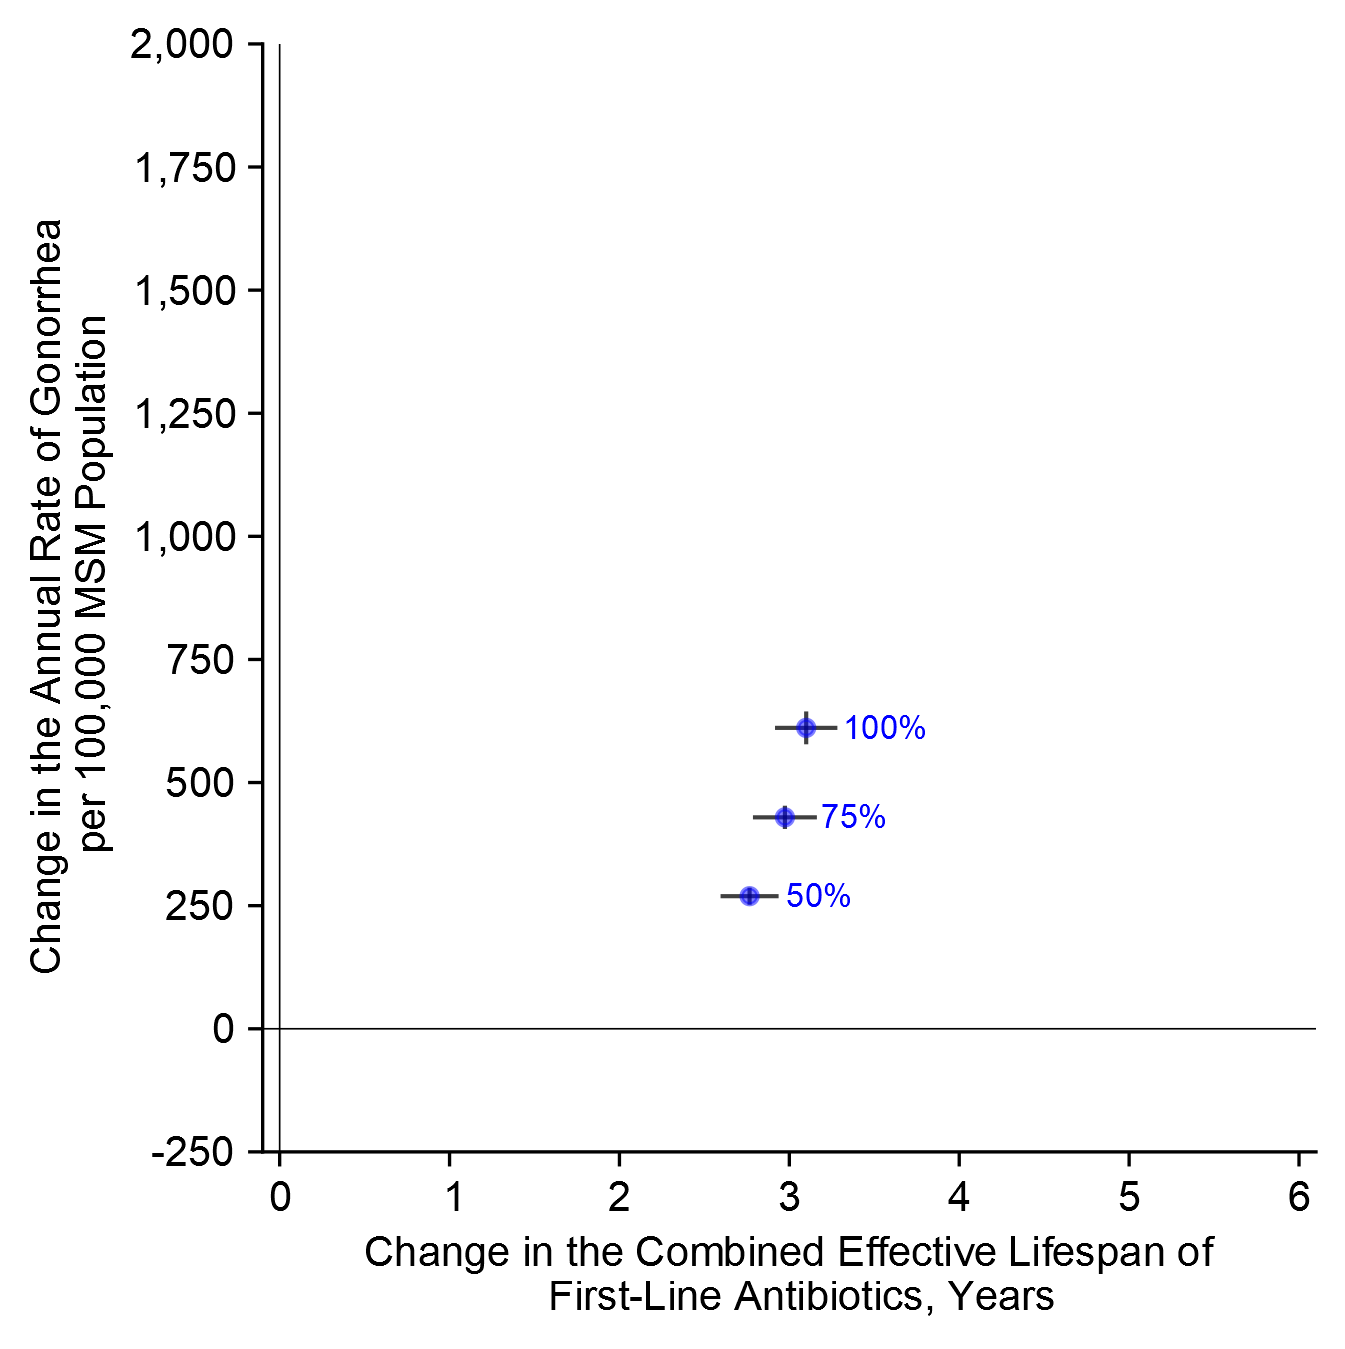 2,000
1,750
1,500
1,250
1,000
750
500
250
0
-250
Change in the Annual Rate of Gonorrhea
per 100,000 MSM Population
100%
75%
50%
0 1 2 3 4 5 6
Change in the Combined Effective Lifespan of
First-Line Antibiotics, Years